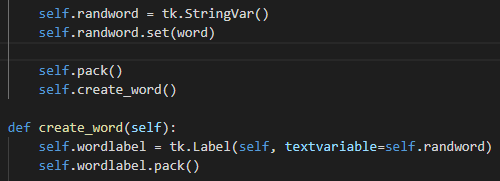 self.randword = tk.StringVar()
self.randword.set(word)
self.pack()
self.create_word()
def create_word(self):
self.wordlabel = tk.Label(self, textvariable=self.randword)
self.wordlabel.pack()